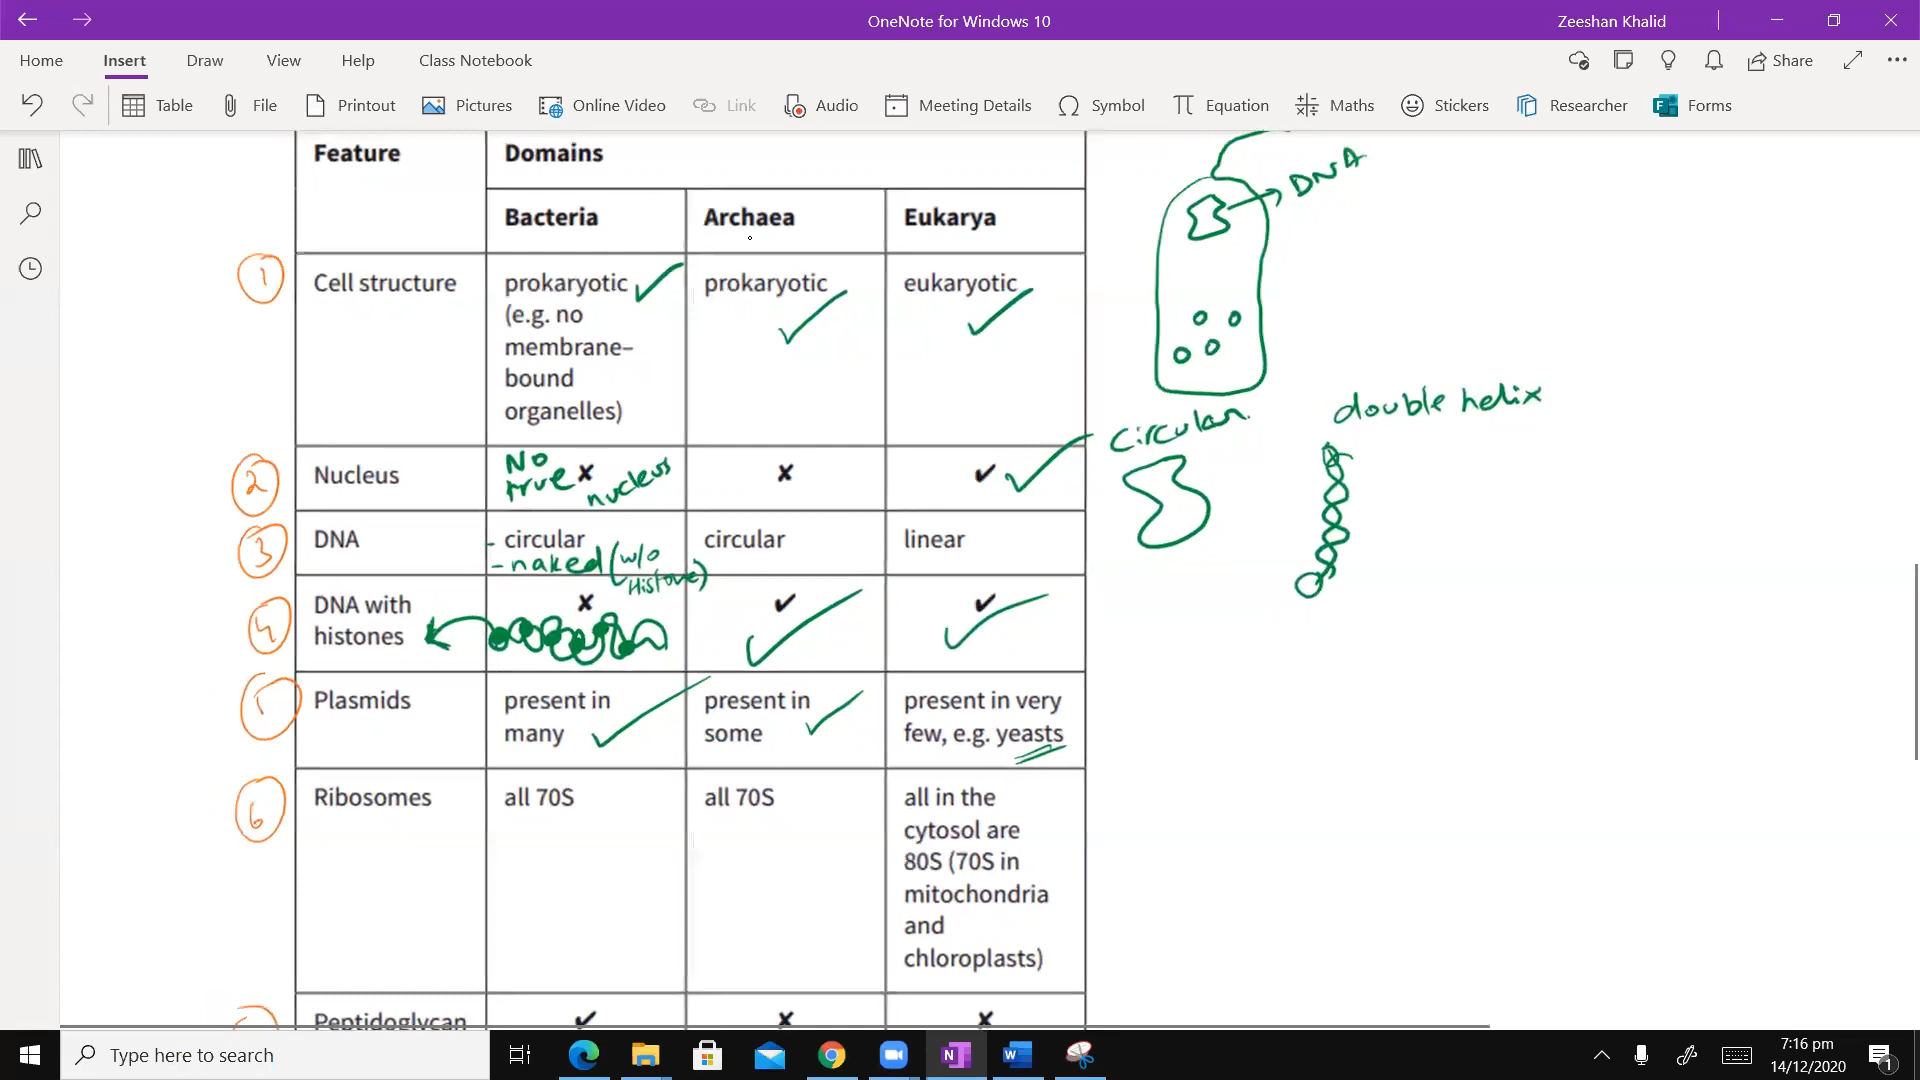 OneNote for Windows 10
Zeeshan Khalid
Home Insert Draw View Help Class Notebook
Share
Table File Printout Pictures Online Video Link Audio Meeting Details Symbol Equation Maths Stickers Researcher Forms
Feature Domains
Bacteria Archaea Eukarya
1 Cell structure
prokaryotic
(e.g. no
membrane–
bound
organelles)
prokaryotic
eukaryotic
2 Nucleus
No
true ✘ nucleus
✘
✔
3 DNA
- circular
- naked (w/o
Histone)
circular
linear
4 DNA with
histones
✘
✔
✔
Plasmids
present in
many
present in
some
present in very
few, e.g. yeasts
6 Ribosomes
all 70S
all 70S
all in the
cytosol are
80S (70S in
mitochondria
and
chloroplasts)
Peptidoglycan ✔ ✘ ✘
DNA
circular
double helix
Type here to search
7:16 pm
14/12/2020
1